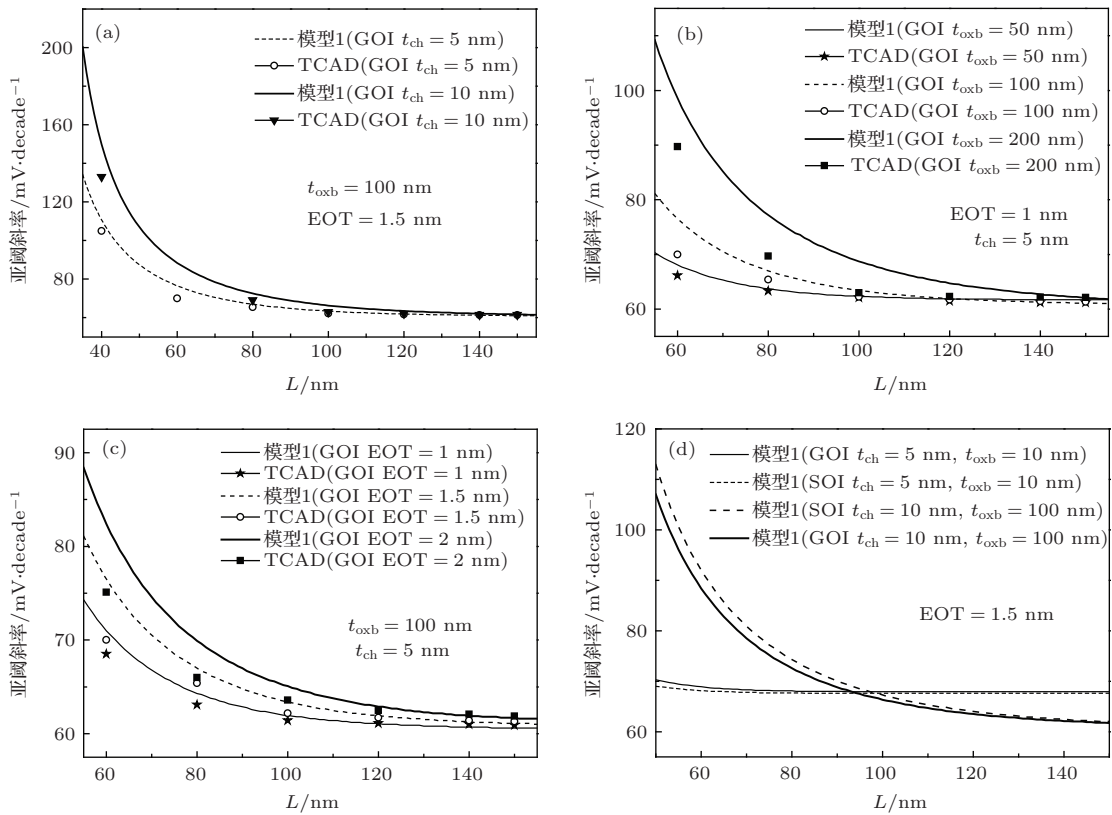 (a)
模型1(GOI tch = 5 nm)
TCAD(GOI tch = 5 nm)
模型1(GOI tch = 10 nm)
TCAD(GOI tch = 10 nm)
toxb = 100 nm
EOT = 1.5 nm
亚阈斜率/mV·decade−1
200
160
120
80
40 60 80 100 120 140
L/nm
(b)
模型1(GOI toxb = 50 nm)
TCAD(GOI toxb = 50 nm)
模型1(GOI toxb = 100 nm)
TCAD(GOI toxb = 100 nm)
模型1(GOI toxb = 200 nm)
TCAD(GOI toxb = 200 nm)
EOT = 1 nm
tch = 5 nm
亚阈斜率/mV·decade−1
100
80
60
60 80 100 120 140
L/nm
(c)
模型1(GOI EOT = 1 nm)
TCAD(GOI EOT = 1 nm)
模型1(GOI EOT = 1.5 nm)
TCAD(GOI EOT = 1.5 nm)
模型1(GOI EOT = 2 nm)
TCAD(GOI EOT = 2 nm)
toxb = 100 nm
tch = 5 nm
亚阈斜率/mV·decade−1
90
80
70
60
60 80 100 120 140
L/nm
(d)
模型1(GOI tch = 5 nm, toxb = 10 nm)
模型1(SOI tch = 5 nm, toxb = 10 nm)
模型1(SOI tch = 10 nm, toxb = 100 nm)
模型1(GOI tch = 10 nm, toxb = 100 nm)
EOT = 1.5 nm
亚阈斜率/mV·decade−1
120
100
80
60
60 80 100 120 140
L/nm